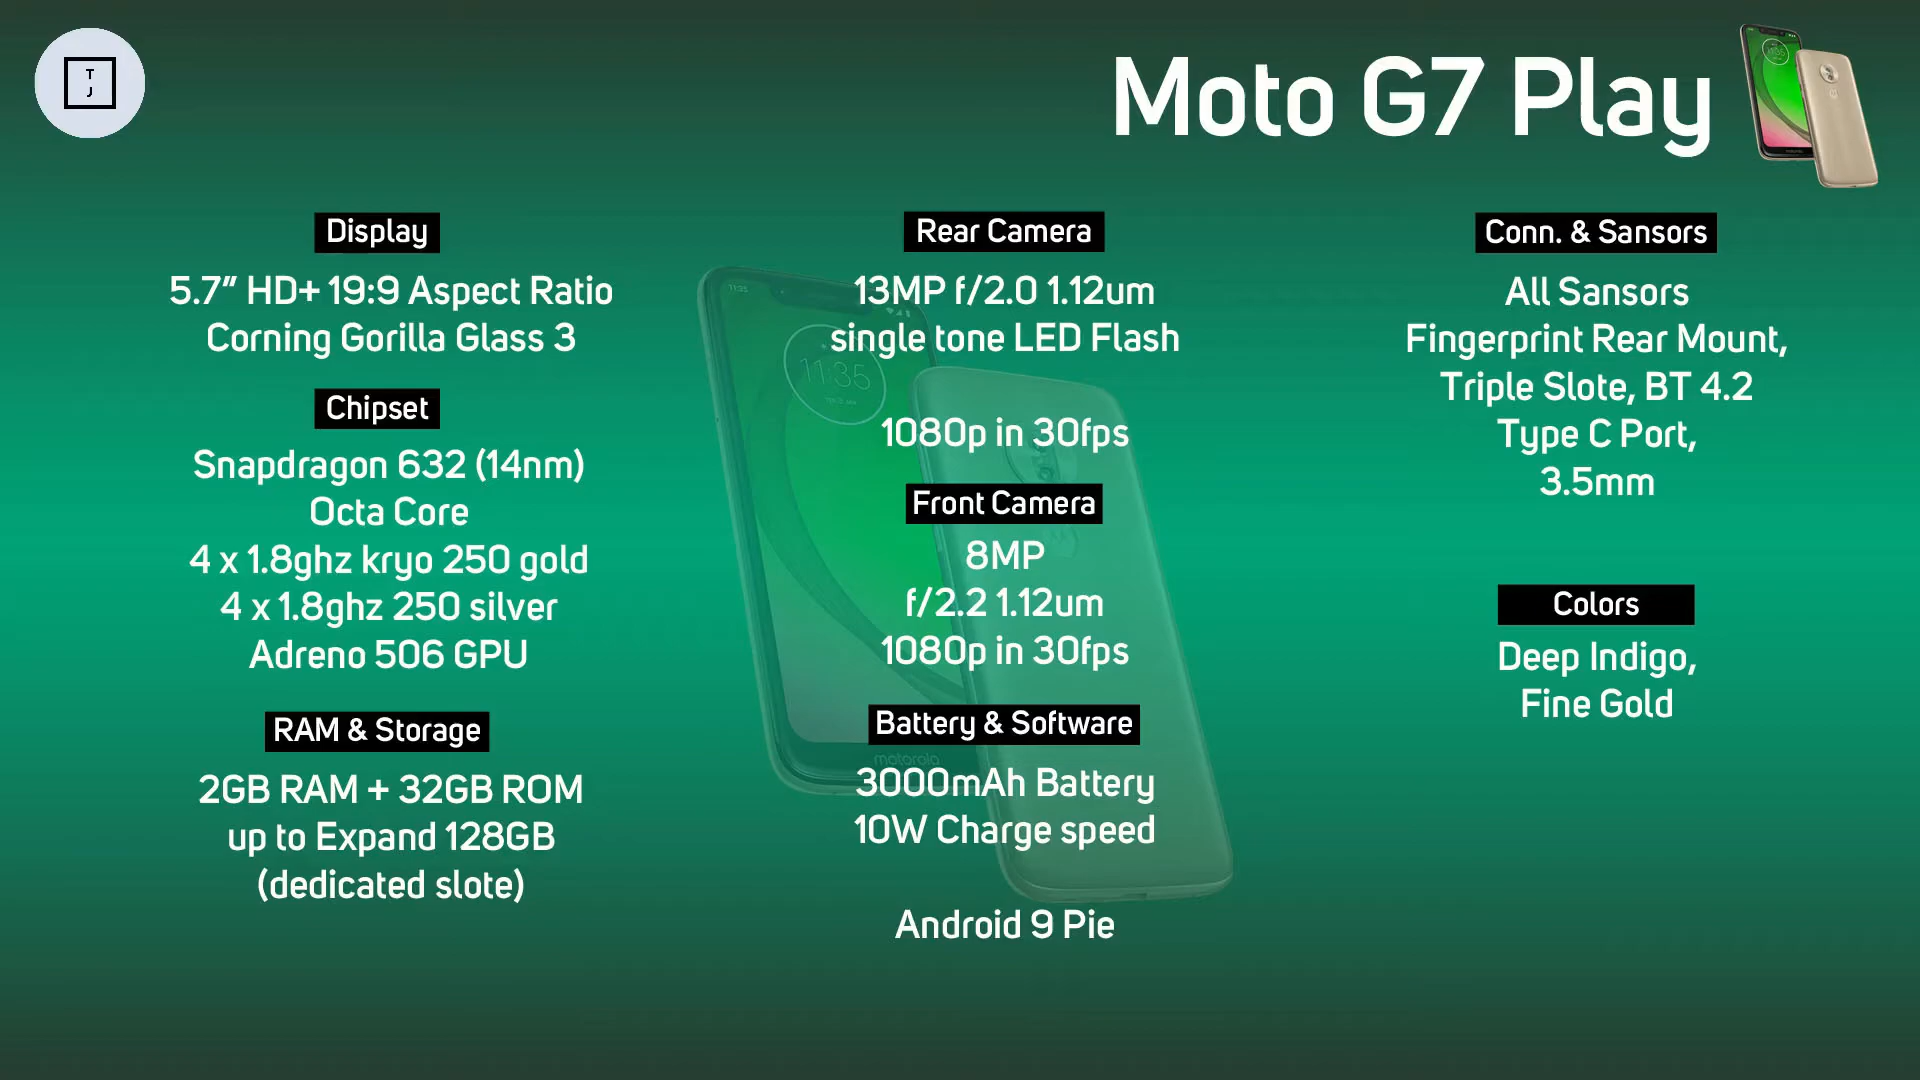 T
J
Moto G7 Play
Display
5.7” HD+ 19:9 Aspect Ratio
Corning Gorilla Glass 3
Chipset
Snapdragon 632 (14nm)
Octa Core
4 x 1.8ghz kryo 250 gold
4 x 1.8ghz 250 silver
Adreno 506 GPU
RAM & Storage
2GB RAM + 32GB ROM
up to Expand 128GB
(dedicated slote)
Rear Camera
13MP f/2.0 1.12um
single tone LED Flash
1080p in 30fps
Front Camera
8MP
f/2.2 1.12um
1080p in 30fps
Battery & Software
3000mAh Battery
10W Charge speed
Android 9 Pie
Conn. & Sansors
All Sansors
Fingerprint Rear Mount,
Triple Slote, BT 4.2
Type C Port,
3.5mm
Colors
Deep Indigo,
Fine Gold
11:35
11:35
motorola